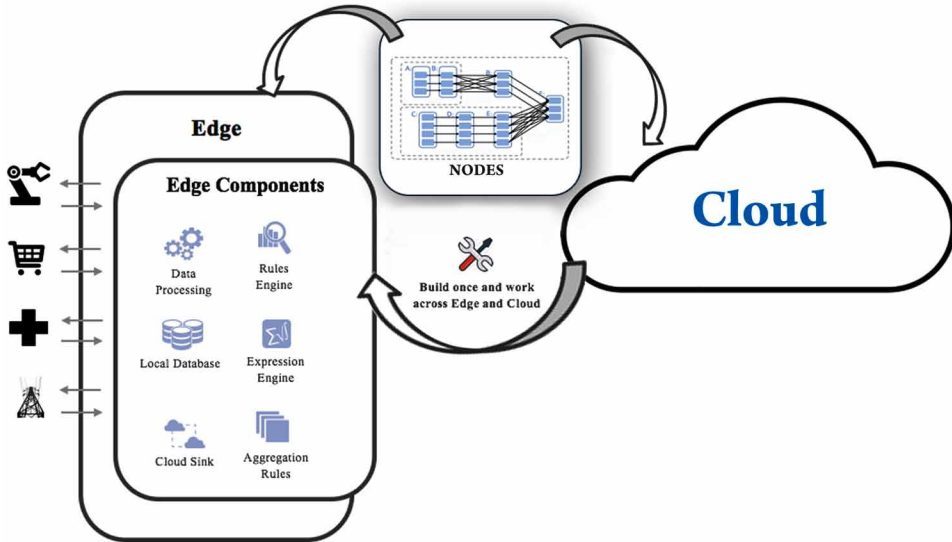 A
B
C
D
E
NODES
Edge
Cloud
Edge Components
Data
Processing
Rules
Engine
Build once and work
across Edge and Cloud
Local Database
Expression
Engine
Cloud Sink
Aggregation
Rules